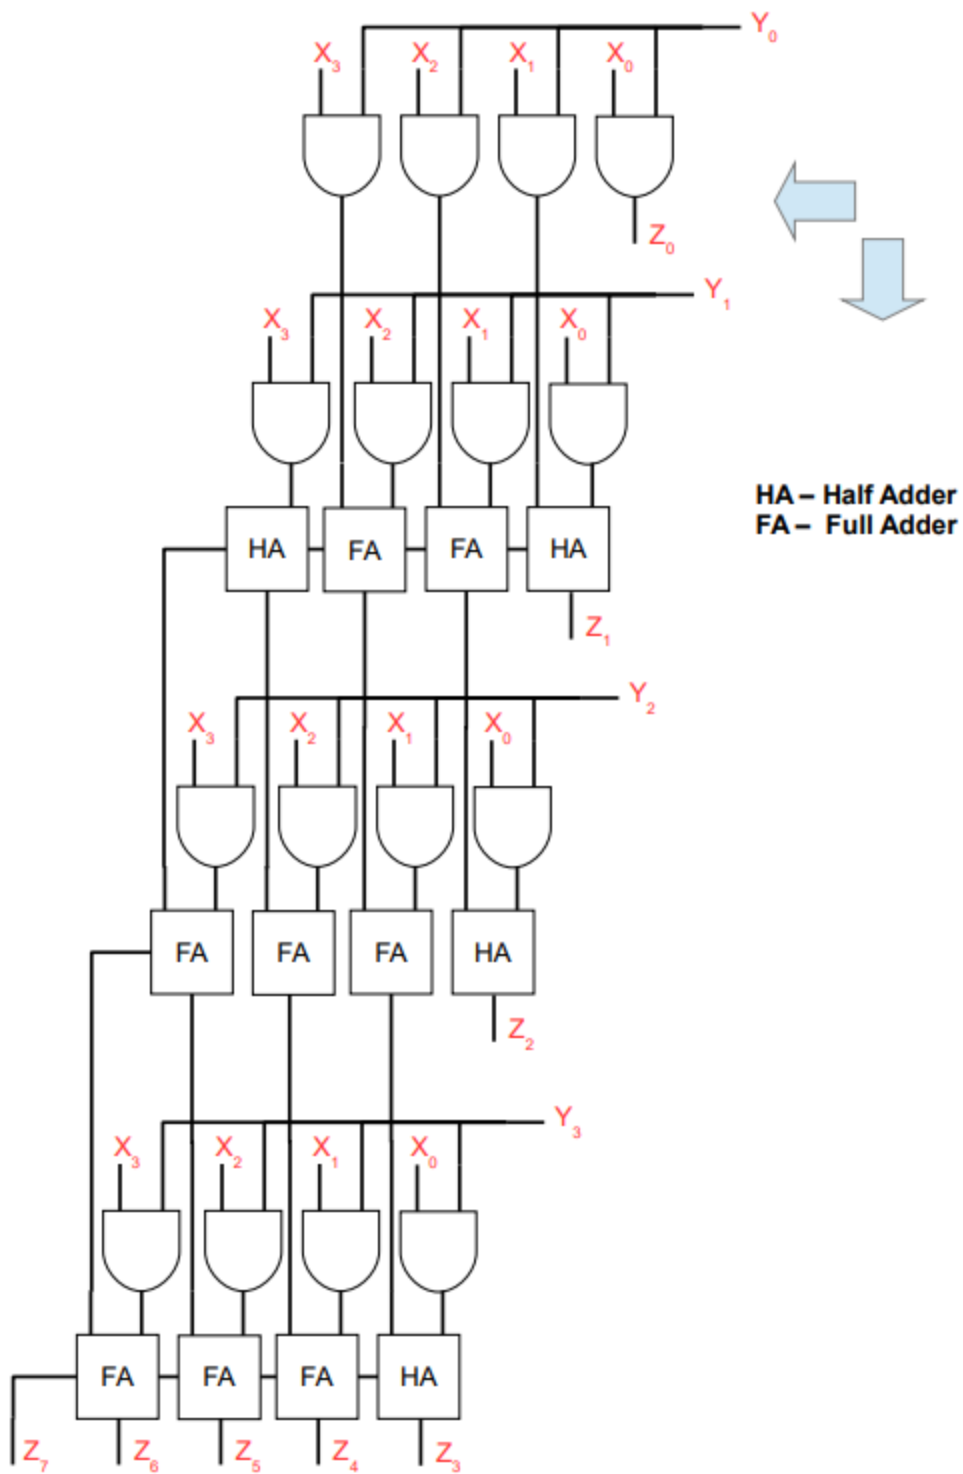 Y₀
X₃ X₂ X₁ X₀
Z₀
Y₁
X₃ X₂ X₁ X₀
HA – Half Adder
FA – Full Adder
HA FA FA HA
Z₁
Y₂
X₃ X₂ X₁ X₀
FA FA FA HA
Z₂
Y₃
X₃ X₂ X₁ X₀
FA FA FA HA
Z₇ Z₆ Z₅ Z₄ Z₃